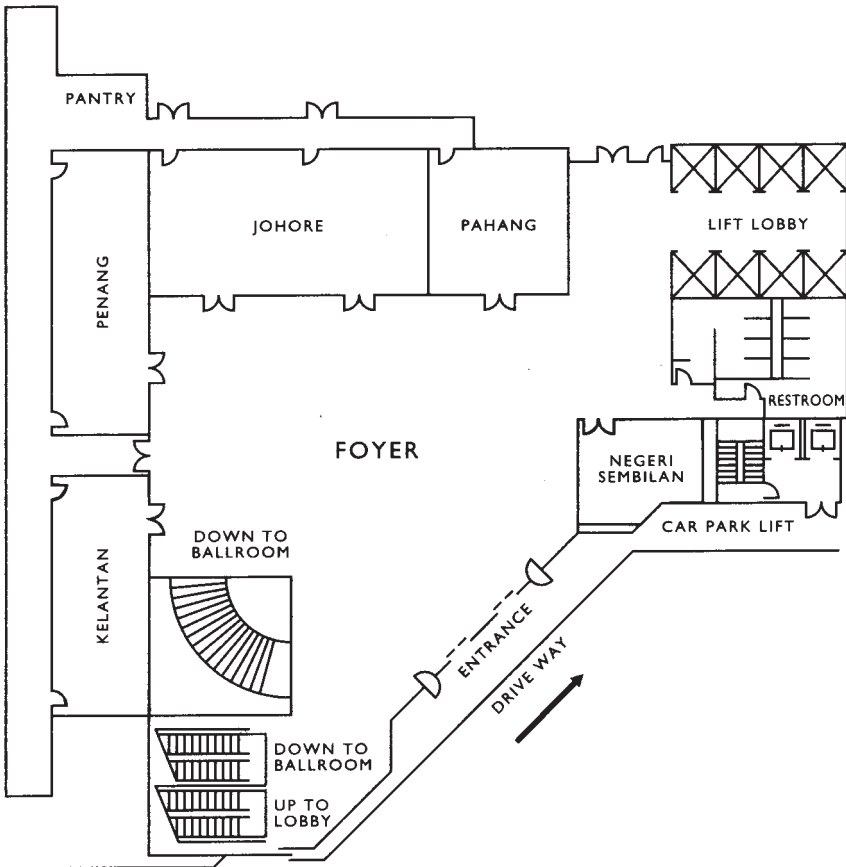 PANTRY
JOHORE
PAHANG
LIFT LOBBY
PENANG
RESTROOM
FOYER
NEGERI
SEMBILAN
CAR PARK LIFT
DOWN TO
BALLROOM
KELANTAN
ENTRANCE
DRIVE WAY
DOWN TO
BALLROOM
UP TO
LOBBY